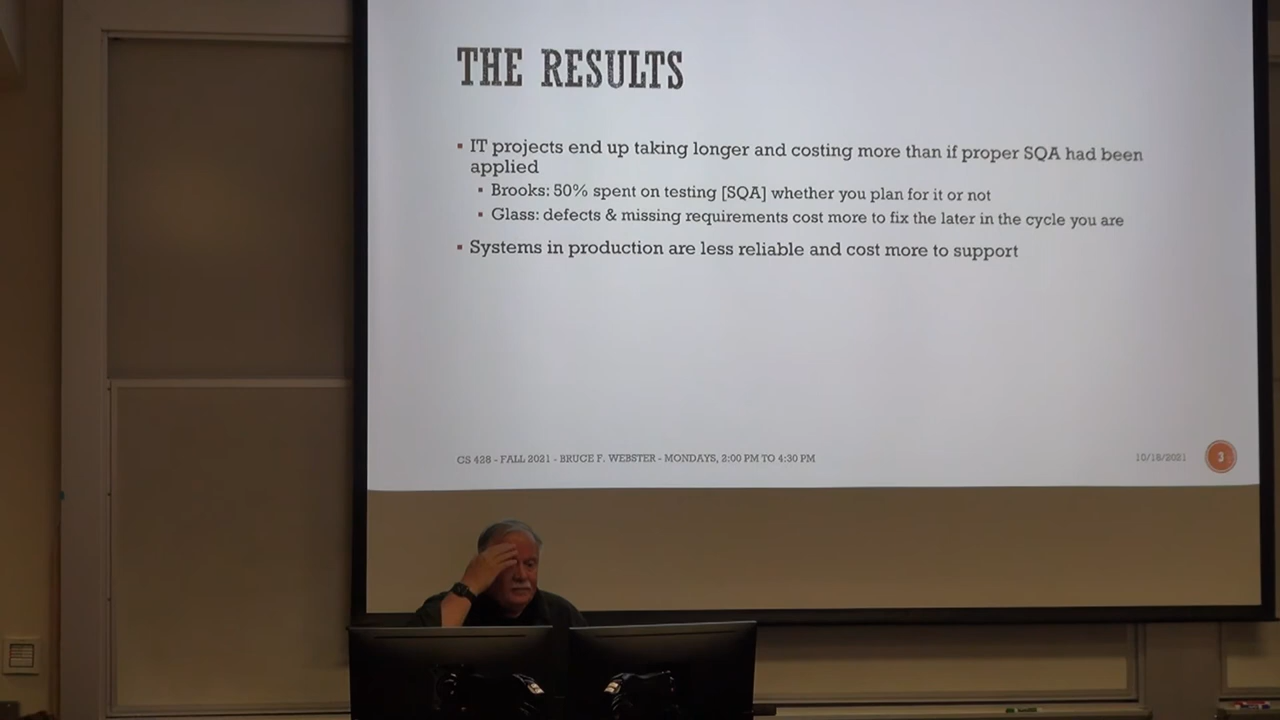 THE RESULTS
▪ IT projects end up taking longer and costing more than if proper SQA had been
applied
▪ Brooks: 50% spent on testing [SQA] whether you plan for it or not
▪ Glass: defects & missing requirements cost more to fix the later in the cycle you are
▪ Systems in production are less reliable and cost more to support
CS 428 - FALL 2021 - BRUCE F. WEBSTER - MONDAYS, 2:00 PM TO 4:30 PM
10/18/2021
3